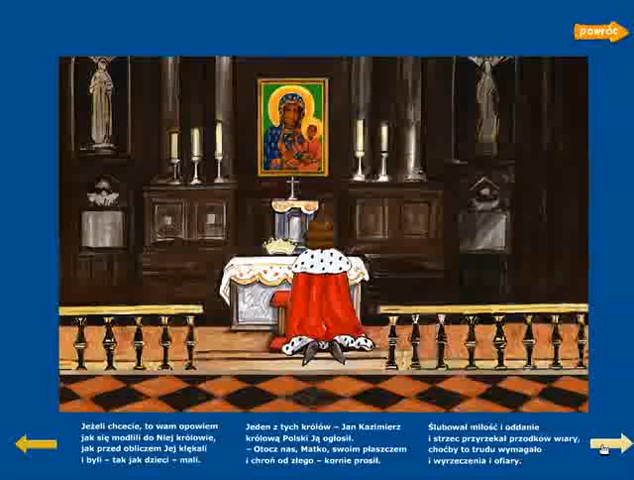 powrót
Jeżeli chcecie, to wam opowiem
jak się modlili do Niej królowie,
jak przed obliczem Jej klękali
i byli – tak jak dzieci – mali.
Jeden z tych królów – Jan Kazimierz
królową Polski Ją ogłosił.
– Otocz nas, Matko, swoim płaszczem
i chroń od złego – kornie prosił.
Ślubował miłość i oddanie
i strzec przyrzekał przodków wiary,
choćby to trudu wymagało
i wyrzeczenia i ofiary.